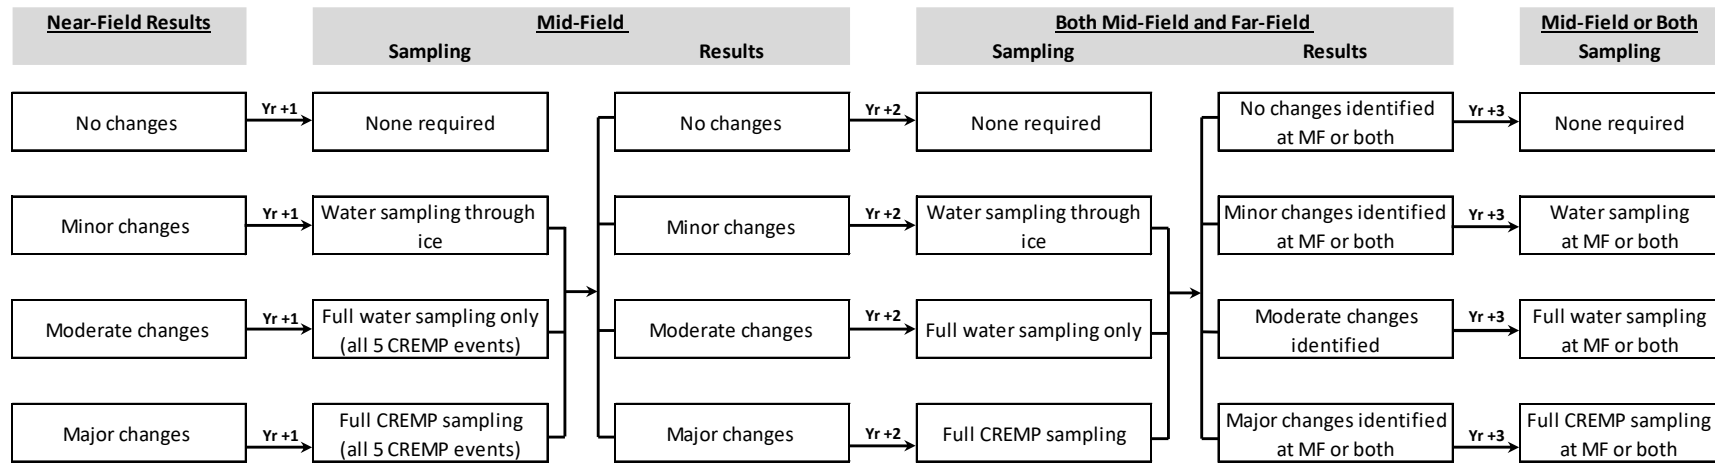 Near-Field Results
Mid-Field
Both Mid-Field and Far-Field
Mid-Field or Both
Sampling
Results
Sampling
Results
Sampling
No changes
Yr +1
None required
No changes
Yr +2
None required
No changes identified
at MF or both
Yr +3
None required
Minor changes
Yr +1
Water sampling through
ice
Minor changes
Yr +2
Water sampling through
ice
Minor changes identified
at MF or both
Yr +3
Water sampling
at MF or both
Moderate changes
Yr +1
Full water sampling only
(all 5 CREMP events)
Moderate changes
Yr +2
Full water sampling only
Moderate changes
identified
Yr +3
Full water sampling
at MF or both
Major changes
Yr +1
Full CREMP sampling
(all 5 CREMP events)
Major changes
Yr +2
Full CREMP sampling
Major changes identified
at MF or both
Yr +3
Full CREMP sampling
at MF or both